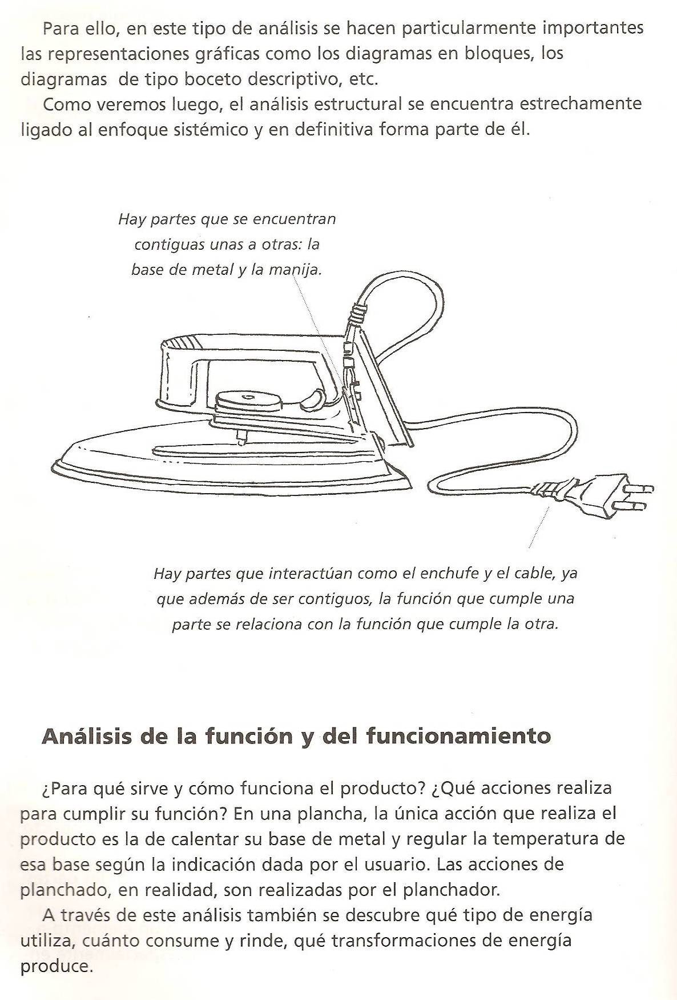 Para ello, en este tipo de análisis se hacen particularmente importantes
las representaciones gráficas como los diagramas en bloques, los
diagramas de tipo boceto descriptivo, etc.
Como veremos luego, el análisis estructural se encuentra estrechamente
ligado al enfoque sistémico y en definitiva forma parte de él.
Hay partes que se encuentran
contiguas unas a otras: la
base de metal y la manija.
Hay partes que interactúan como el enchufe y el cable, ya
que además de ser contiguos, la función que cumple una
parte se relaciona con la función que cumple la otra.
Análisis de la función y del funcionamiento
¿Para qué sirve y cómo funciona el producto? ¿Qué acciones realiza
para cumplir su función? En una plancha, la única acción que realiza el
producto es la de calentar su base de metal y regular la temperatura de
esa base según la indicación dada por el usuario. Las acciones de
planchado, en realidad, son realizadas por el planchador.
A través de este análisis también se descubre qué tipo de energía
utiliza, cuánto consume y rinde, qué transformaciones de energía
produce.